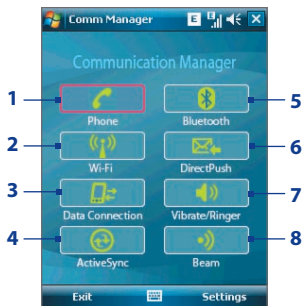 Comm Manager E E
Communication Manager
1 Phone
Bluetooth 5
2 Wi-Fi
DirectPush 6
3 Data Connection
Vibrate/Ringer 7
4 ActiveSync
Beam 8
Exit Settings